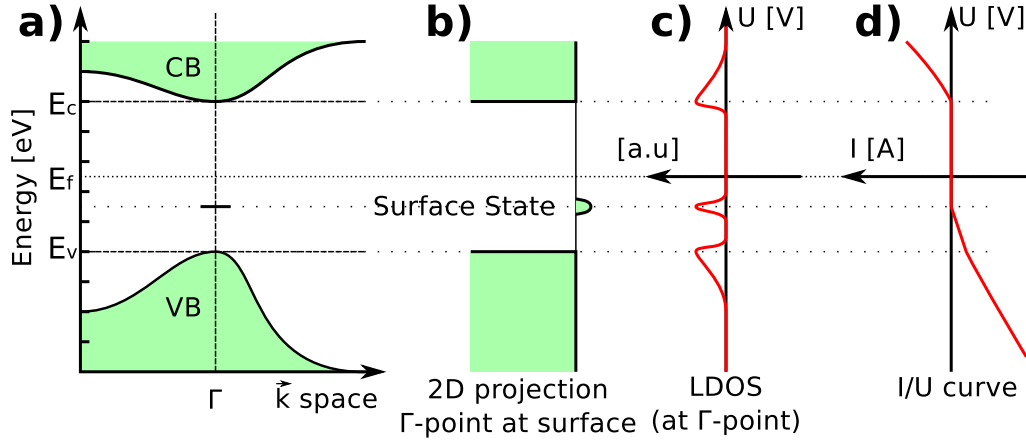 a)
b)
c)
d)
U [V]
U [V]
Energy [eV]
CB
Ec
Ef
Ev
VB
Γ
k space
Surface State
[a.u]
I [A]
2D projection
Γ-point at surface
LDOS
(at Γ-point)
I/U curve